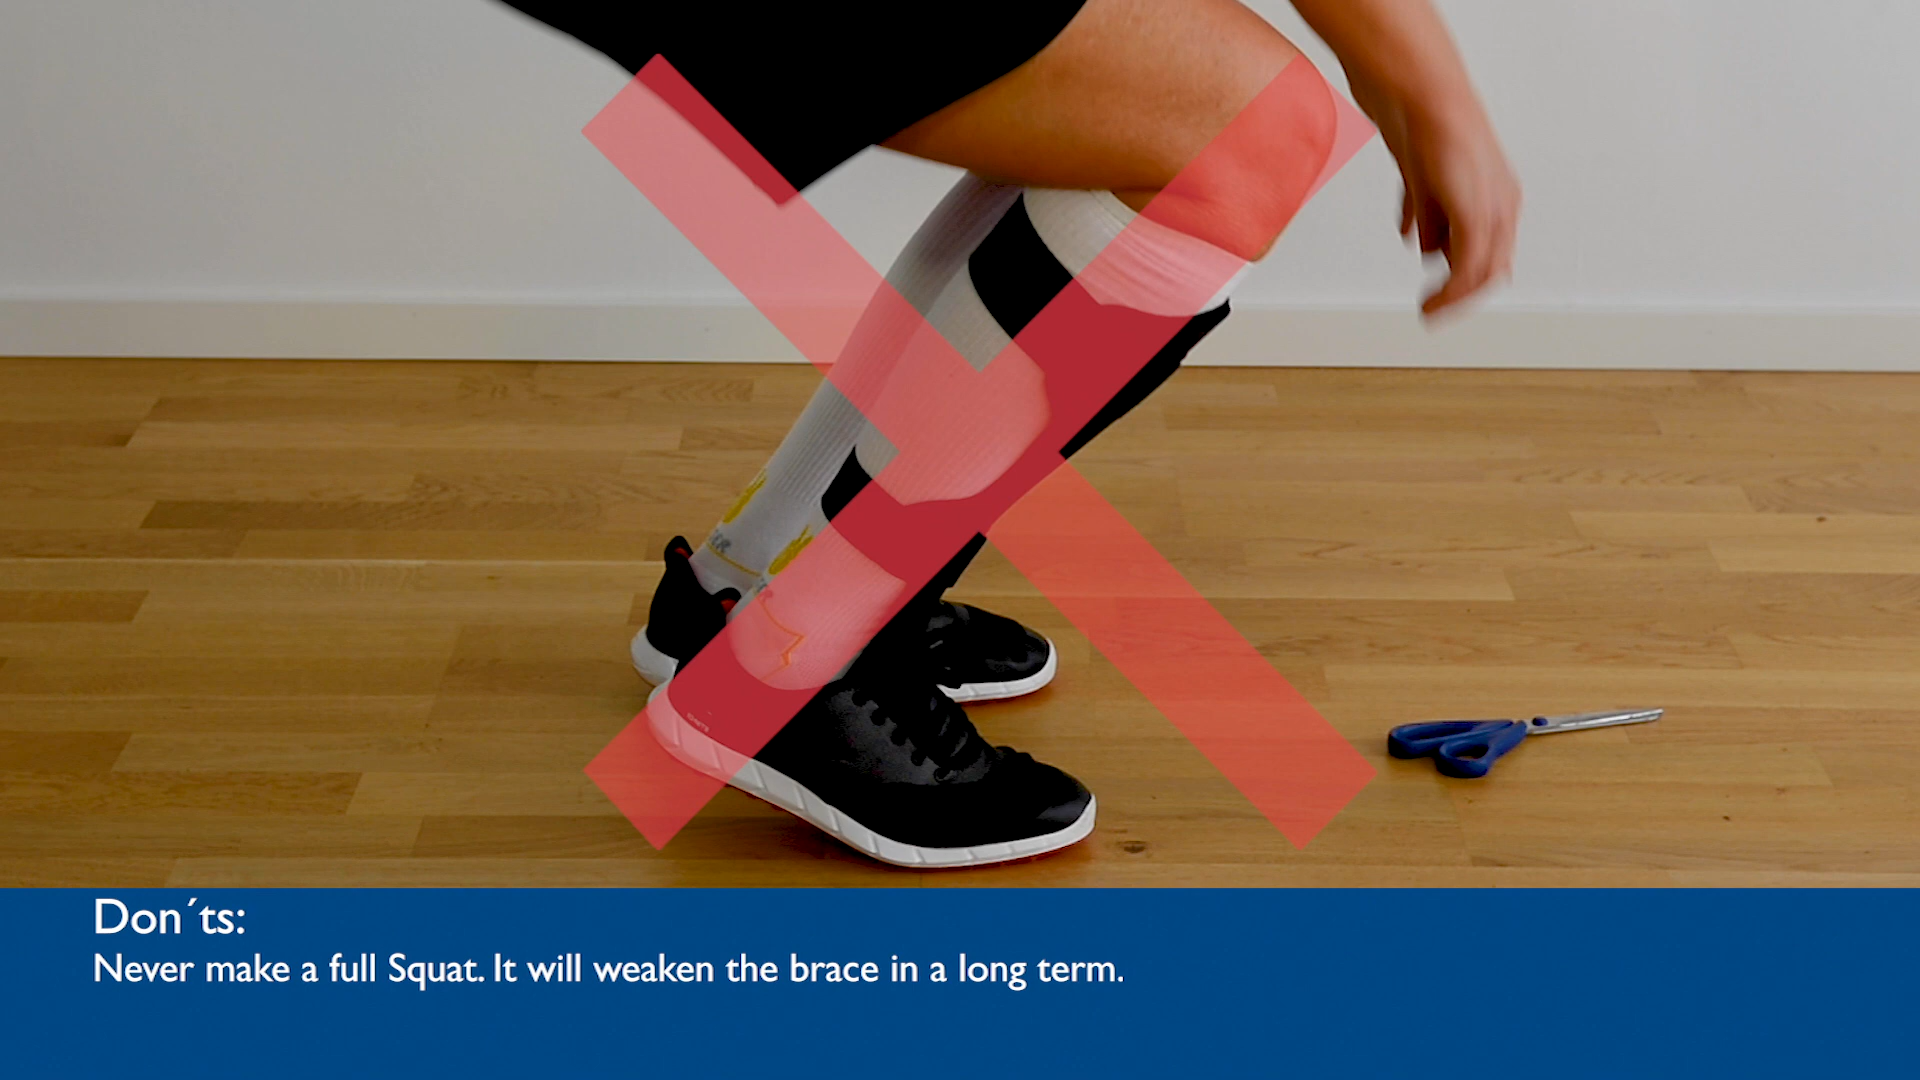 Don´ts:
Never make a full Squat. It will weaken the brace in a long term.